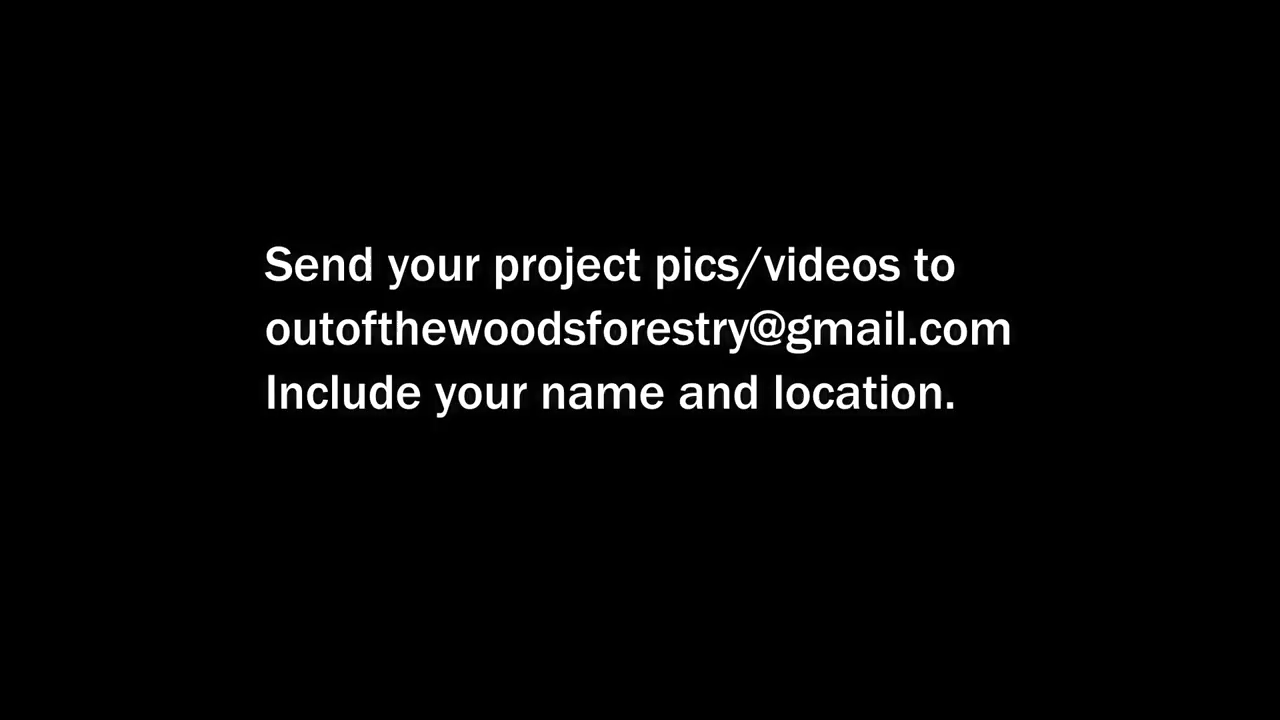 Send your project pics/videos to
outofthewoodsforestry@gmail.com
Include your name and location.